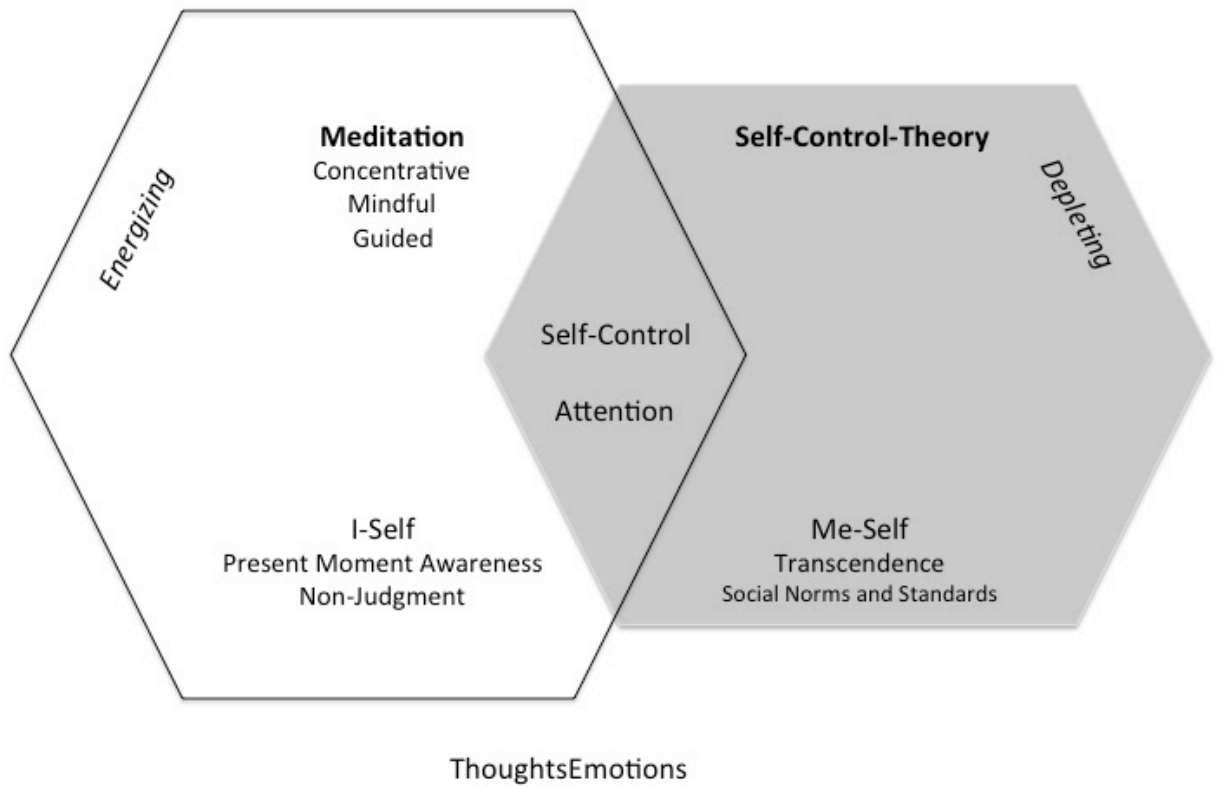 Meditation
Concentrative
Mindful
Guided
Energizing
Self-Control-Theory
Depleting
Self-Control
Attention
I-Self
Present Moment Awareness
Non-Judgment
Me-Self
Transcendence
Social Norms and Standards
ThoughtsEmotions